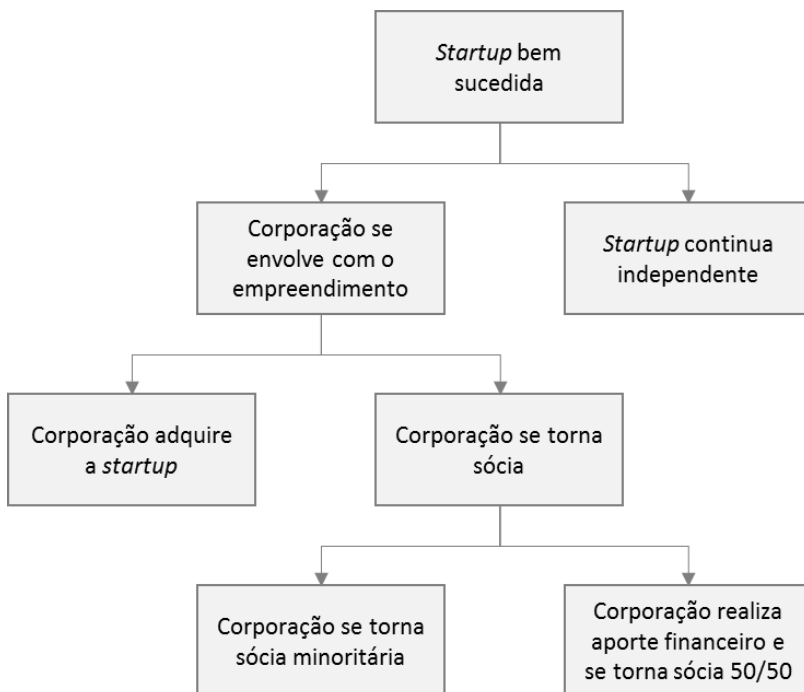 Startup bem
sucedida
Corporação se
envolve com o
empreendimento
Startup continua
independente
Corporação adquire
a startup
Corporação se torna
sócia
Corporação se torna
sócia minoritária
Corporação realiza
aporte financeiro e
se torna sócia 50/50